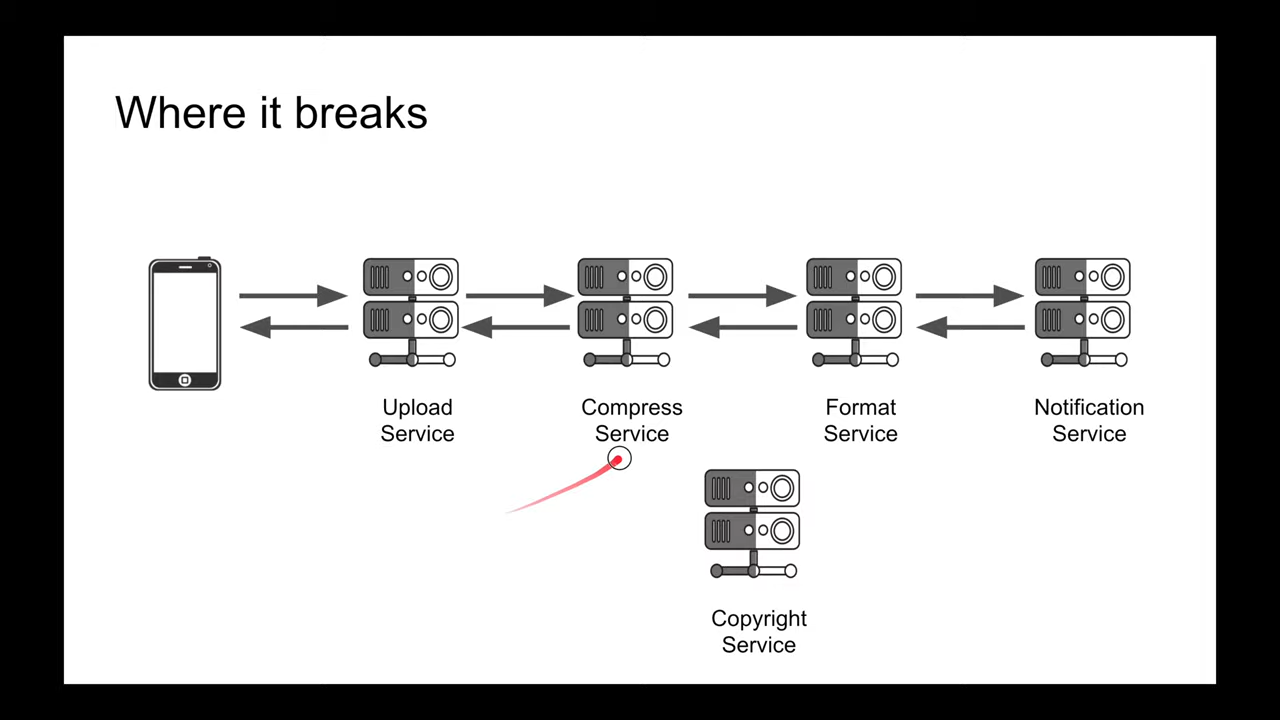 Where it breaks
Upload
Service
Compress
Service
Format
Service
Notification
Service
Copyright
Service